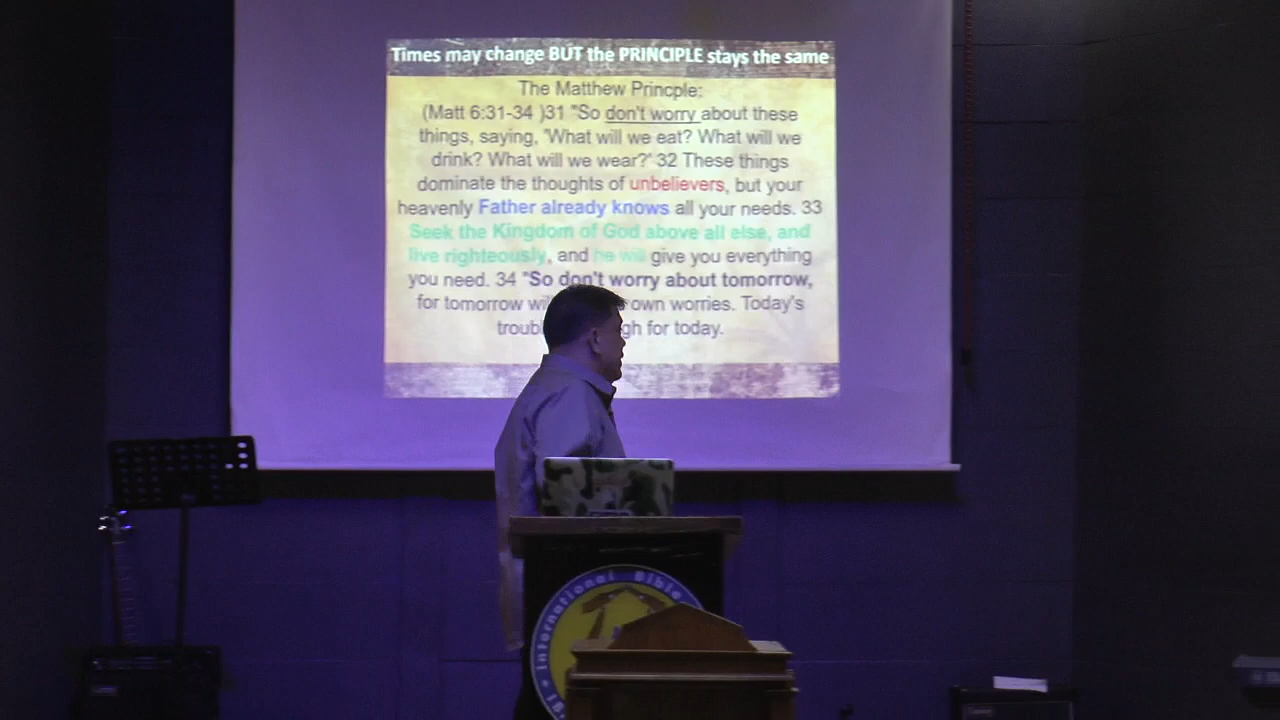 Times may change BUT the PRINCIPLE stays the same
The Matthew Princple:
(Matt 6:31-34 )31 "So don't worry about these
things, saying, 'What will we eat? What will we
drink? What will we wear?' 32 These things
dominate the thoughts of unbelievers, but your
heavenly Father already knows all your needs. 33
Seek the Kingdom of God above all else, and
live righteously, and he will give you everything
you need. 34 "So don't worry about tomorrow,
for tomorrow own worries. Today's
for today.
International Bible